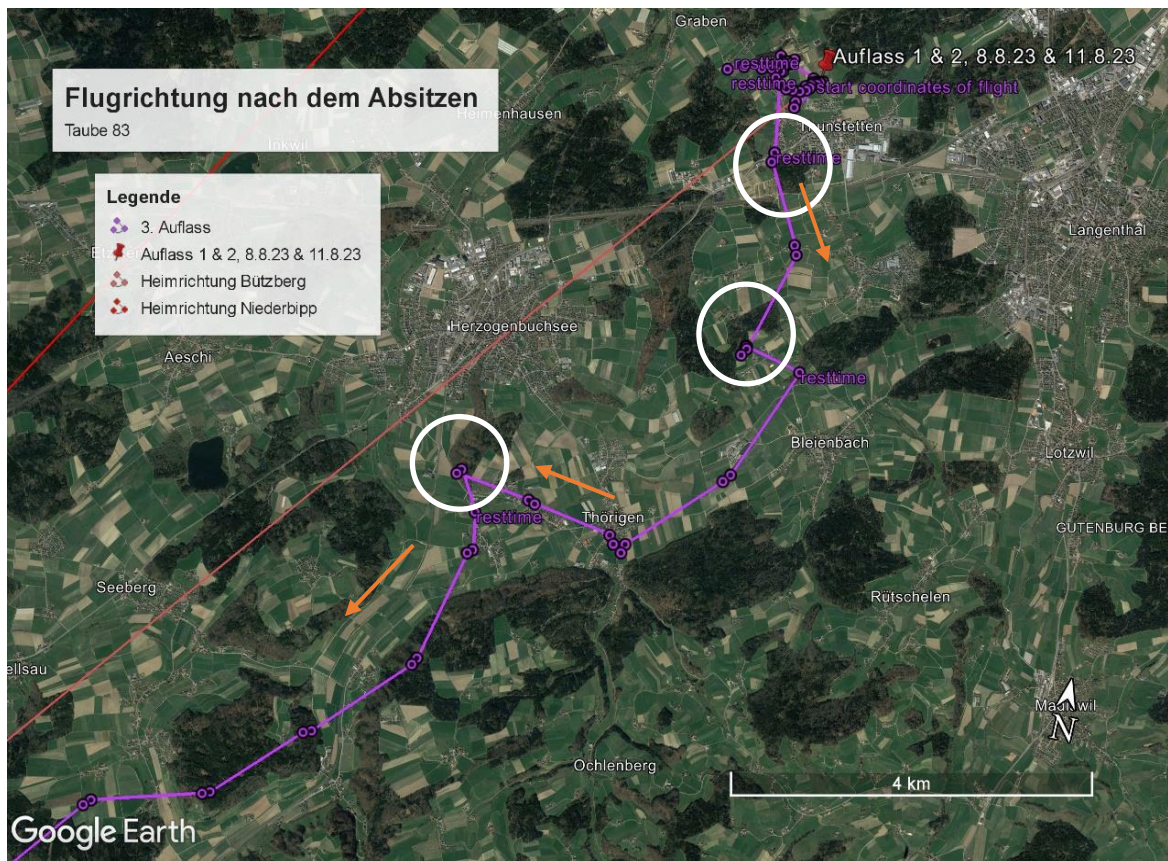 Graben
Auflass 1 & 2, 8.8.23 & 11.8.23
resttime
resttime
start coordinates of flight
Flugrichtung nach dem Absitzen
Taube 83
Heimenhausen
Thunstetten
Inkwil
resttime
Legende
3. Auflass
Auflass 1 & 2, 8.8.23 & 11.8.23
Heimrichtung Bützberg
Heimrichtung Niederbipp
Langenthal
Herzogenbuchsee
Aeschi
resttime
Bleienbach
Lotzwil
resttime
Thörigen
GUTENBURG BE
Seeberg
Rütschelen
ellsau
N
Ochlenberg
4 km
Google Earth